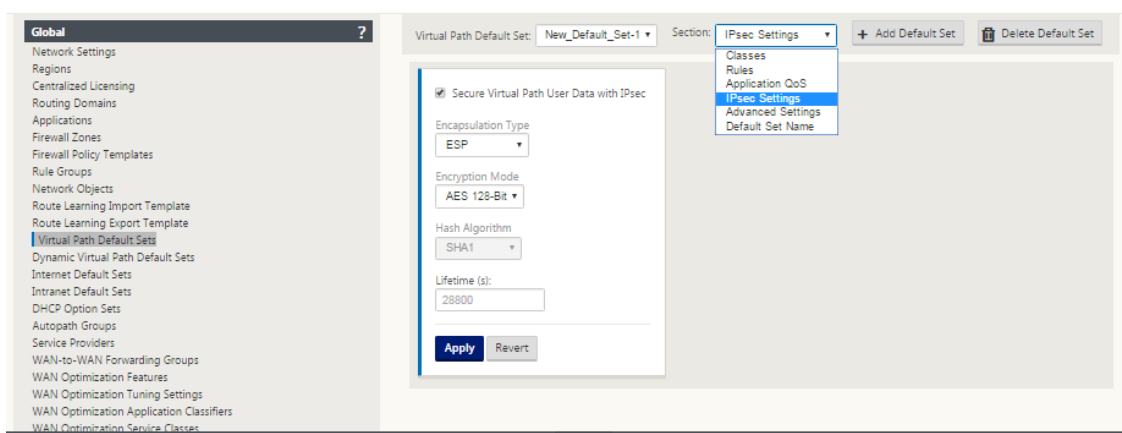 Global ?
Network Settings
Regions
Centralized Licensing
Routing Domains
Applications
Firewall Zones
Firewall Policy Templates
Rule Groups
Network Objects
Route Learning Import Template
Route Learning Export Template
Virtual Path Default Sets
Dynamic Virtual Path Default Sets
Internet Default Sets
Intranet Default Sets
DHCP Option Sets
Autopath Groups
Service Providers
WAN-to-WAN Forwarding Groups
WAN Optimization Features
WAN Optimization Tuning Settings
WAN Optimization Application Classifiers
WAN Optimization Service Classes
Virtual Path Default Set: New_Default_Set-1 Section: IPsec Settings + Add Default Set Delete Default Set
Classes
Rules
Application QoS
IPsec Settings
Advanced Settings
Default Set Name
Secure Virtual Path User Data with IPsec
Encapsulation Type
ESP
Encryption Mode
AES 128-Bit
Hash Algorithm
SHA1
Lifetime (s):
28800
Apply Revert